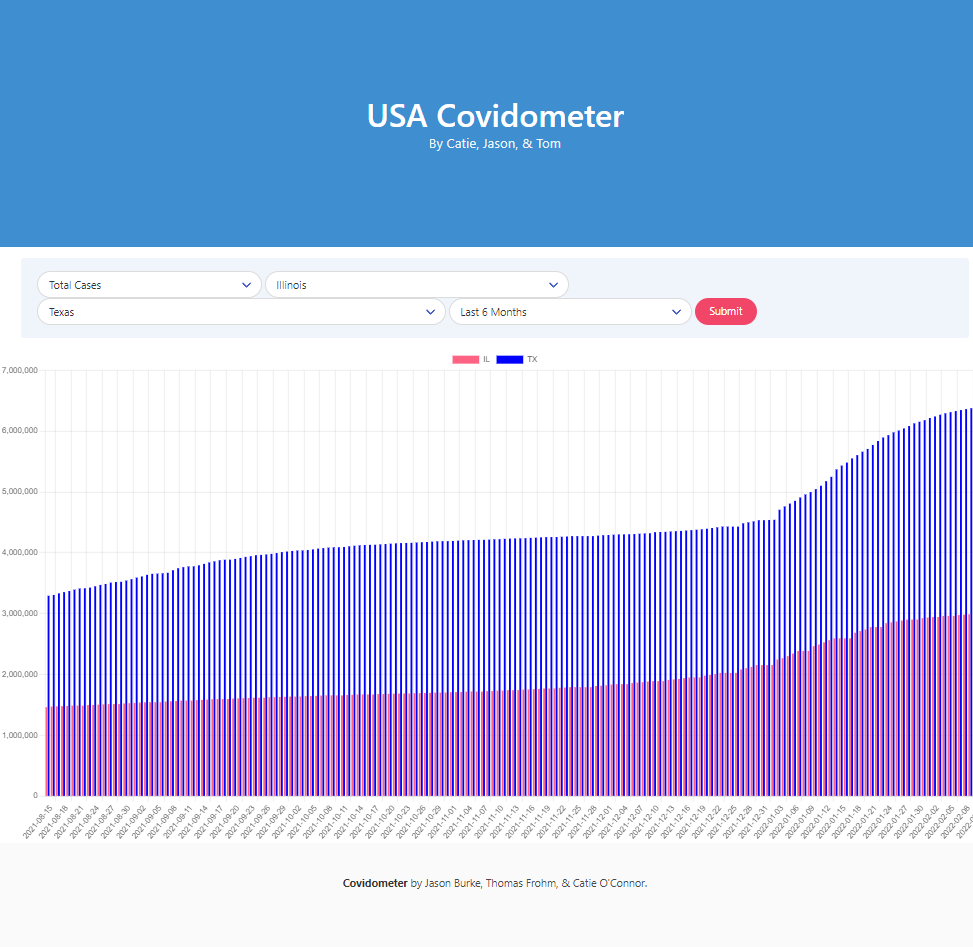 USA Covidometer
By Catie, Jason, & Tom
Total Cases
Illinois
Texas
Last 6 Months
Submit
IL TX
7,000,000
6,000,000
5,000,000
4,000,000
3,000,000
2,000,000
1,000,000
0
2021-08-15 2021-08-18 2021-08-21 2021-08-24 2021-08-27 2021-08-30 2021-09-02 2021-09-05 2021-09-08 2021-09-11 2021-09-14 2021-09-17 2021-09-20 2021-09-23 2021-09-26 2021-09-29 2021-10-02 2021-10-05 2021-10-08 2021-10-11 2021-10-14 2021-10-17 2021-10-20 2021-10-23 2021-10-26 2021-10-29 2021-11-01 2021-11-04 2021-11-07 2021-11-10 2021-11-13 2021-11-16 2021-11-19 2021-11-22 2021-11-25 2021-11-28 2021-12-01 2021-12-04 2021-12-07 2021-12-10 2021-12-13 2021-12-16 2021-12-19 2021-12-22 2021-12-25 2021-12-28 2021-12-31 2022-01-03 2022-01-06 2022-01-09 2022-01-12 2022-01-15 2022-01-18 2022-01-21 2022-01-24 2022-01-27 2022-01-30 2022-02-02 2022-02-05 2022-02-08
Covidometer by Jason Burke, Thomas Frohm, & Catie O'Connor.